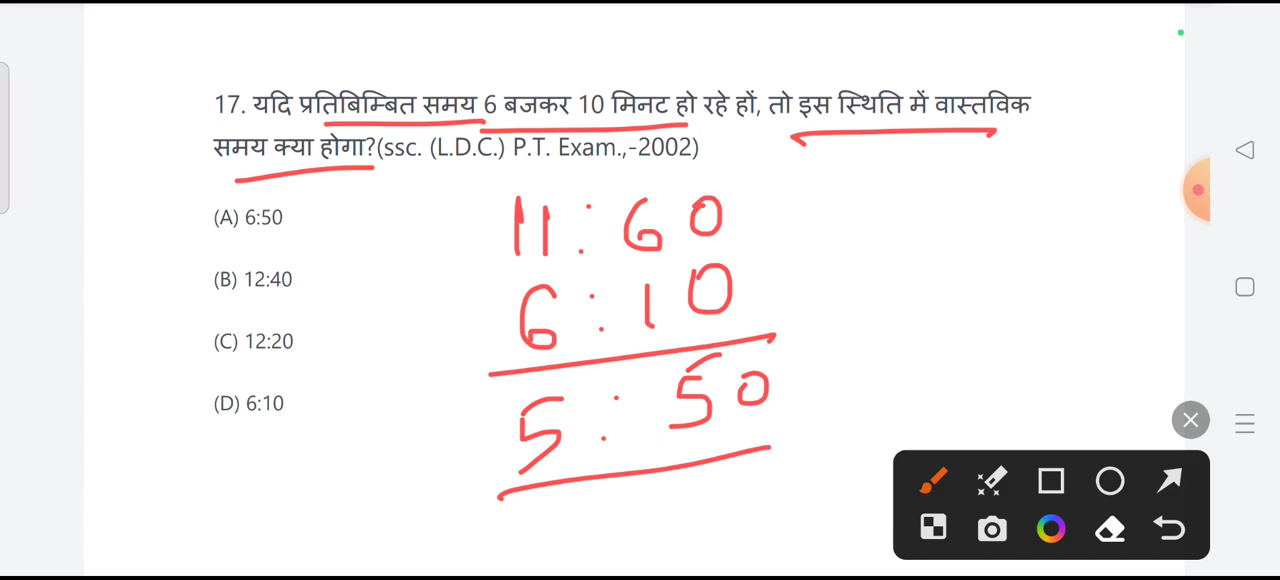 17. यदि प्रतिबिम्बित समय 6 बजकर 10 मिनट हो रहे हों, तो इस स्थिति में वास्तविक
समय क्या होगा?(ssc. (L.D.C.) P.T. Exam.,-2002)
(A) 6:50
(B) 12:40
(C) 12:20
(D) 6:10
11:60
6:10
5:50